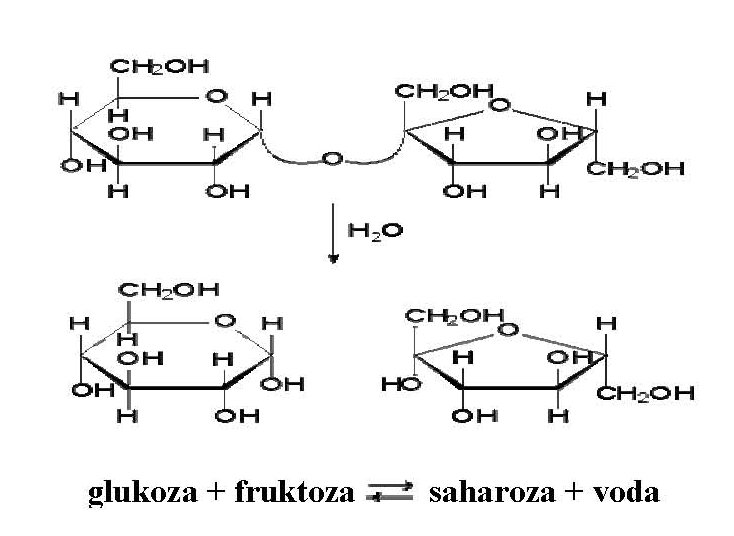 CH₂OH CH₂OH
H O H O H
H
OH H H OH
OH O CH₂OH
H OH OH H
H₂O
CH₂OH CH₂OH
H O H O H
H
OH H H OH
OH OH HO CH₂OH
H OH OH H
glukoza + fruktoza ⇄ saharoza + voda